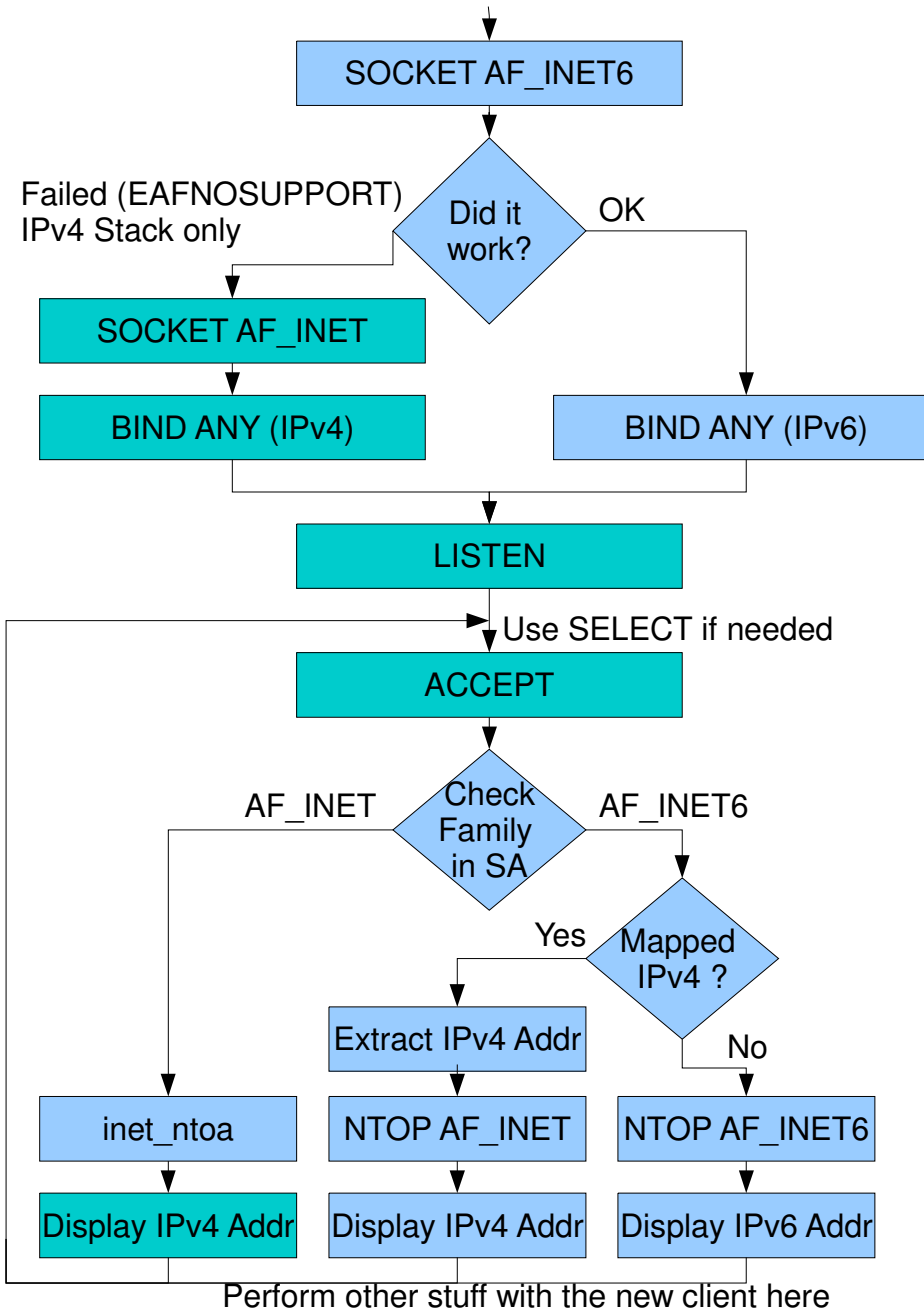 SOCKET AF_INET6
Did it
work?
Failed (EAFNOSUPPORT)
IPv4 Stack only
OK
SOCKET AF_INET
BIND ANY (IPv4)
BIND ANY (IPv6)
LISTEN
Use SELECT if needed
ACCEPT
Check
Family
in SA
AF_INET
AF_INET6
Mapped
IPv4 ?
Yes
No
Extract IPv4 Addr
inet_ntoa
NTOP AF_INET
NTOP AF_INET6
Display IPv4 Addr
Display IPv4 Addr
Display IPv6 Addr
Perform other stuff with the new client here